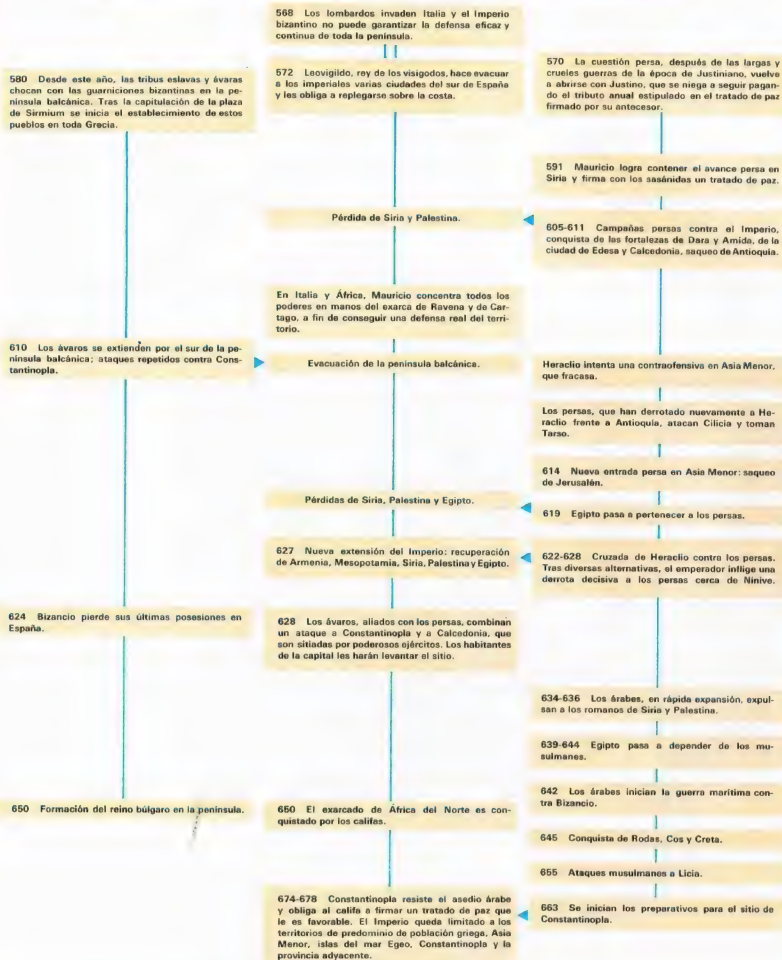 568 Los lombardos invaden Italia y el Imperio
bizantino no puede garantizar la defensa eficaz y
continua de toda la península.
580 Desde este año, las tribus eslavas y ávaras
chocan con las guarniciones bizantinas en la pe-
nínsula balcánica. Tras la capitulación de la plaza
de Sirmium se inicia el establecimiento de estos
pueblos en toda Grecia.
572 Leovigildo, rey de los visigodos, hace evacuar
a los imperiales varias ciudades del sur de España
y les obliga a replegarse sobre la costa.
570 La cuestión persa, después de las largas y
crueles guerras de la época de Justiniano, vuelve
a abrirse con Justino, que se niega a seguir pagan-
do el tributo anual estipulado en el tratado de paz
firmado por su antecesor.
591 Mauricio logra contener el avance persa en
Siria y firma con los sasánidas un tratado de paz.
Pérdida de Siria y Palestina.
605-611 Campañas persas contra el Imperio,
conquista de las fortalezas de Dara y Amida, de la
ciudad de Edesa y Calcedonia, saqueo de Antioquía.
En Italia y África, Mauricio concentra todos los
poderes en manos del exarca de Ravena y de Car-
tago, a fin de conseguir una defensa real del terri-
torio.
610 Los ávaros se extienden por el sur de la pe-
nínsula balcánica; ataques repetidos contra Cons-
tantinopla.
Evacuación de la península balcánica.
Heraclio intenta una contraofensiva en Asia Menor,
que fracasa.
Los persas, que han derrotado nuevamente a He-
raclio frente a Antioquía, atacan Cilicia y toman
Tarso.
614 Nueva entrada persa en Asia Menor: saqueo
de Jerusalén.
Pérdidas de Siria, Palestina y Egipto.
619 Egipto pasa a pertenecer a los persas.
627 Nueva extensión del Imperio: recuperación
de Armenia, Mesopotamia, Siria, Palestina y Egipto.
622-628 Cruzada de Heraclio contra los persas.
Tras diversas alternativas, el emperador inflige una
derrota decisiva a los persas cerca de Nínive.
624 Bizancio pierde sus últimas posesiones en
España.
628 Los ávaros, aliados con los persas, combinan
un ataque a Constantinopla y a Calcedonia, que
son sitiadas por poderosos ejércitos. Los habitantes
de la capital les harán levantar el sitio.
634-636 Los árabes, en rápida expansión, expul-
san a los romanos de Siria y Palestina.
639-644 Egipto pasa a depender de los mu-
sulmanes.
642 Los árabes inician la guerra marítima con-
tra Bizancio.
650 Formación del reino búlgaro en la península.
650 El exarcado de África del Norte es con-
quistado por los califas.
645 Conquista de Rodas, Cos y Creta.
655 Ataques musulmanes a Licia.
674-678 Constantinopla resiste el asedio árabe
y obliga al califa a firmar un tratado de paz que
le es favorable. El Imperio queda limitado a los
territorios de predominio de población griega, Asia
Menor, islas del mar Egeo, Constantinopla y la
provincia adyacente.
663 Se inician los preparativos para el sitio de
Constantinopla.